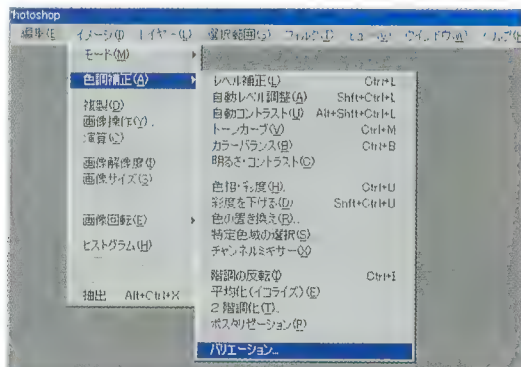 hotoshop
編集(E イメージ(I) レイヤー(L) 選択範囲(S) フィルタ(T) ウィンドウ(W) ヘルプ(H
モード(M)
色調補正(A)
複製(D)
画像操作(Y)..
演算(C)
画像解像度(I)
画像サイズ(S)
画像回転(E)
ヒストグラム(H)
抽出 Alt+Ctrl+X
レベル補正(L) Ctrl+L
自動レベル調整(A) Shft+Ctrl+L
自動コントラスト(U) Alt+Shft+Ctrl+L
トーンカーブ(V) Ctrl+M
カラーバランス(B) Ctrl+B
明るさ・コントラスト(C)
色相・彩度(H). Ctrl+U
彩度を下げる(D) Shft+Ctrl+U
色の置き換え(R)..
特定色域の選択(S)
チャンネルミキサー(X)
階調の反転(I) Ctrl+I
平均化(イコライズ)(E)
2階調化(T).
ポスタリゼーション(P)
バリエーション...